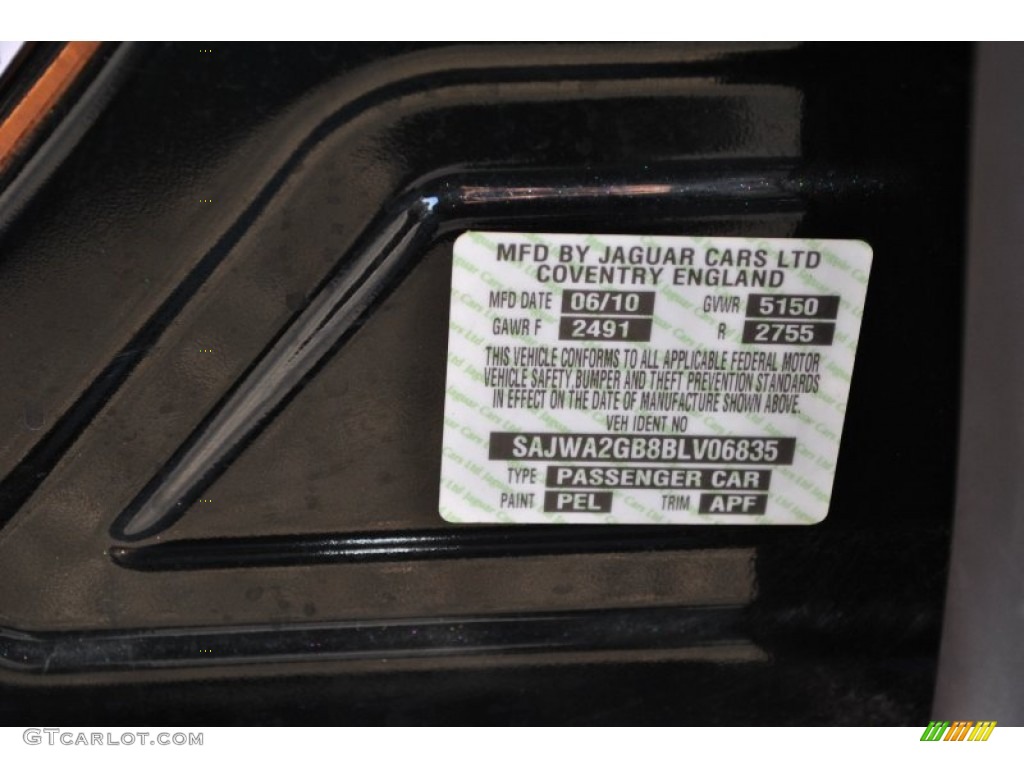 MFD BY JAGUAR CARS LTD
COVENTRY ENGLAND
MFD DATE 06/10 GVWR 5150
GAWR F 2491 R 2755
THIS VEHICLE CONFORMS TO ALL APPLICABLE FEDERAL MOTOR
VEHICLE SAFETY, BUMPER AND THEFT PREVENTION STANDARDS
IN EFFECT ON THE DATE OF MANUFACTURE SHOWN ABOVE.
VEH IDENT NO
SAJWA2GB8BLV06835
TYPE PASSENGER CAR
PAINT PEL TRIM APF
GTCARLOT.COM